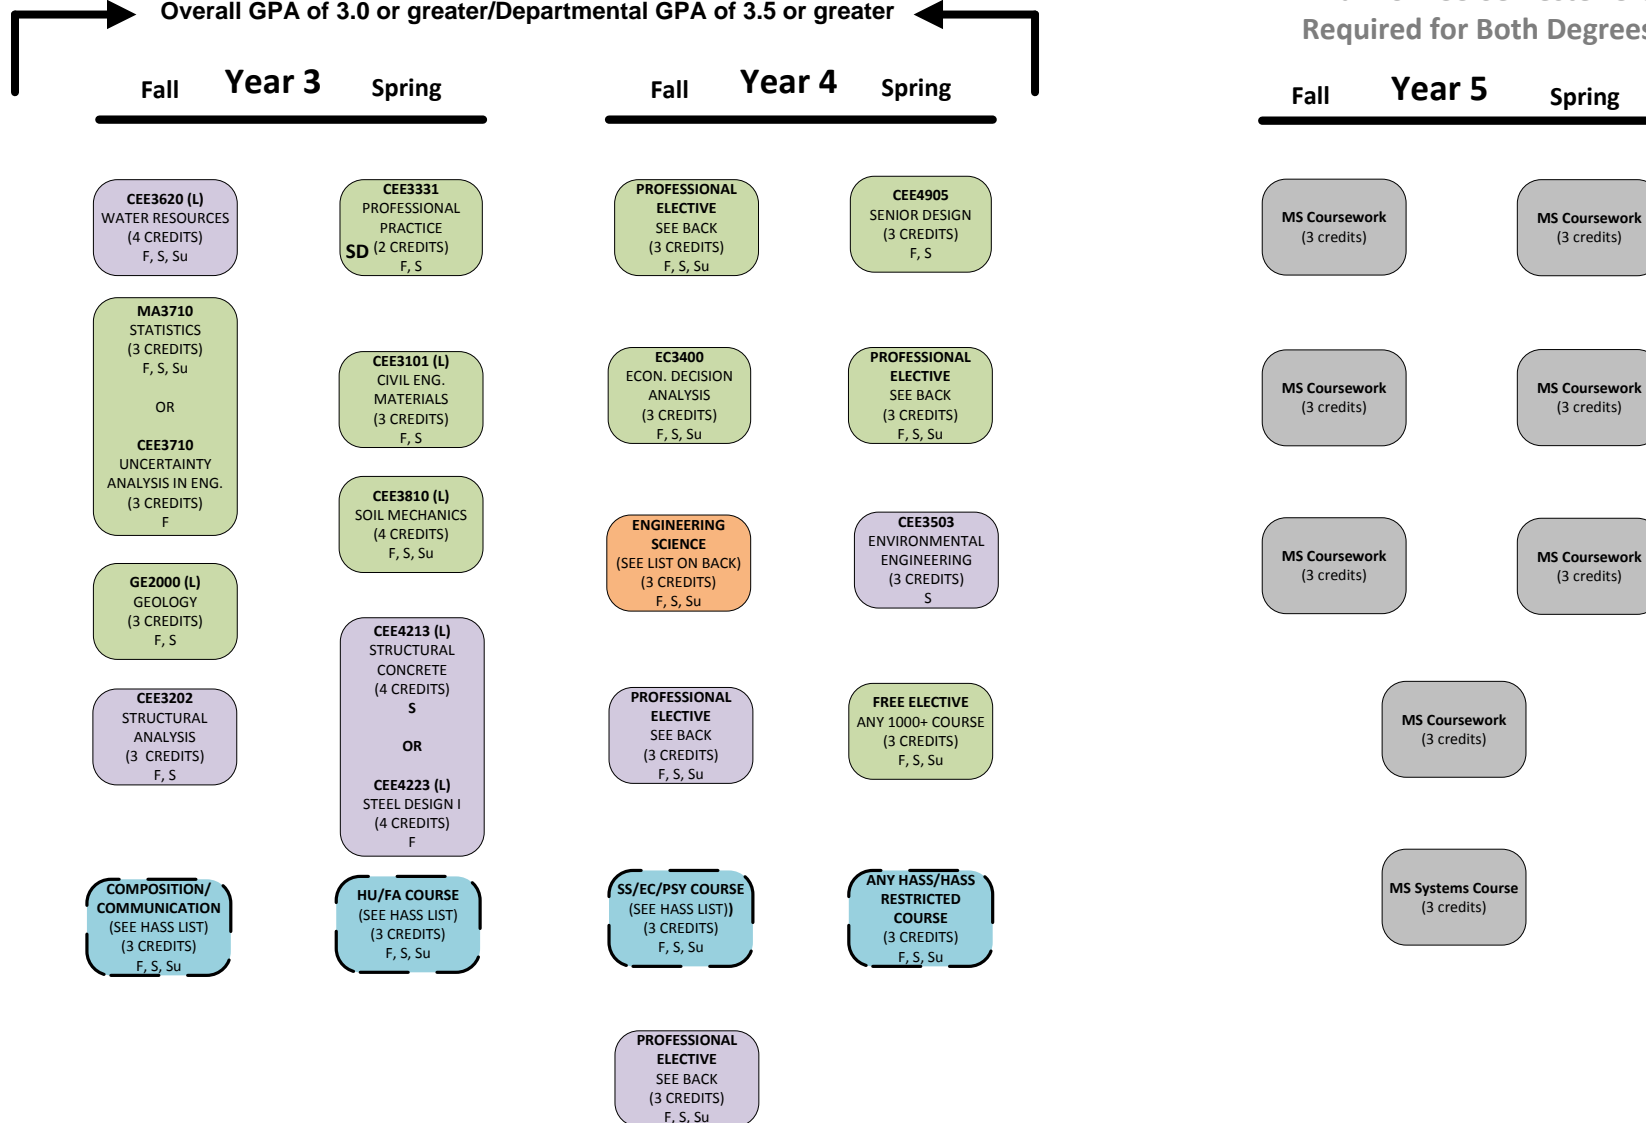 Overall GPA of 3.0 or greater/Departmental GPA of 3.5 or greater
Required for Both Degrees
Fall
Year 3
Spring
Fall
Year 4
Spring
Fall
Year 5
Spring
CEE3620 (L)
WATER RESOURCES
(4 CREDITS)
F, S, Su
MA3710
STATISTICS
(3 CREDITS)
F, S, Su
OR
CEE3710
UNCERTAINTY
ANALYSIS IN ENG.
(3 CREDITS)
F
GE2000 (L)
GEOLOGY
(3 CREDITS)
F, S
CEE3202
STRUCTURAL
ANALYSIS
(3 CREDITS)
F, S
COMPOSITION/
COMMUNICATION
(SEE HASS LIST)
(3 CREDITS)
F, S, Su
CEE3331
PROFESSIONAL
PRACTICE
SD (2 CREDITS)
F, S
CEE3101 (L)
CIVIL ENG.
MATERIALS
(3 CREDITS)
F, S
CEE3810 (L)
SOIL MECHANICS
(4 CREDITS)
F, S, Su
CEE4213 (L)
STRUCTURAL
CONCRETE
(4 CREDITS)
S
OR
CEE4223 (L)
STEEL DESIGN I
(4 CREDITS)
F
HU/FA COURSE
(SEE HASS LIST)
(3 CREDITS)
F, S, Su
PROFESSIONAL
ELECTIVE
SEE BACK
(3 CREDITS)
F, S, Su
EC3400
ECON. DECISION
ANALYSIS
(3 CREDITS)
F, S, Su
ENGINEERING
SCIENCE
(SEE LIST ON BACK)
(3 CREDITS)
F, S, Su
PROFESSIONAL
ELECTIVE
SEE BACK
(3 CREDITS)
F, S, Su
SS/EC/PSY COURSE
(SEE HASS LIST))
(3 CREDITS)
F, S, Su
PROFESSIONAL
ELECTIVE
SEE BACK
(3 CREDITS)
F, S, Su
CEE4905
SENIOR DESIGN
(3 CREDITS)
F, S
PROFESSIONAL
ELECTIVE
SEE BACK
(3 CREDITS)
F, S, Su
CEE3503
ENVIRONMENTAL
ENGINEERING
(3 CREDITS)
S
FREE ELECTIVE
ANY 1000+ COURSE
(3 CREDITS)
F, S, Su
ANY HASS/HASS
RESTRICTED
COURSE
(3 CREDITS)
F, S, Su
MS Coursework
(3 credits)
MS Coursework
(3 credits)
MS Coursework
(3 credits)
MS Coursework
(3 credits)
MS Coursework
(3 credits)
MS Coursework
(3 credits)
MS Coursework
(3 credits)
MS Systems Course
(3 credits)